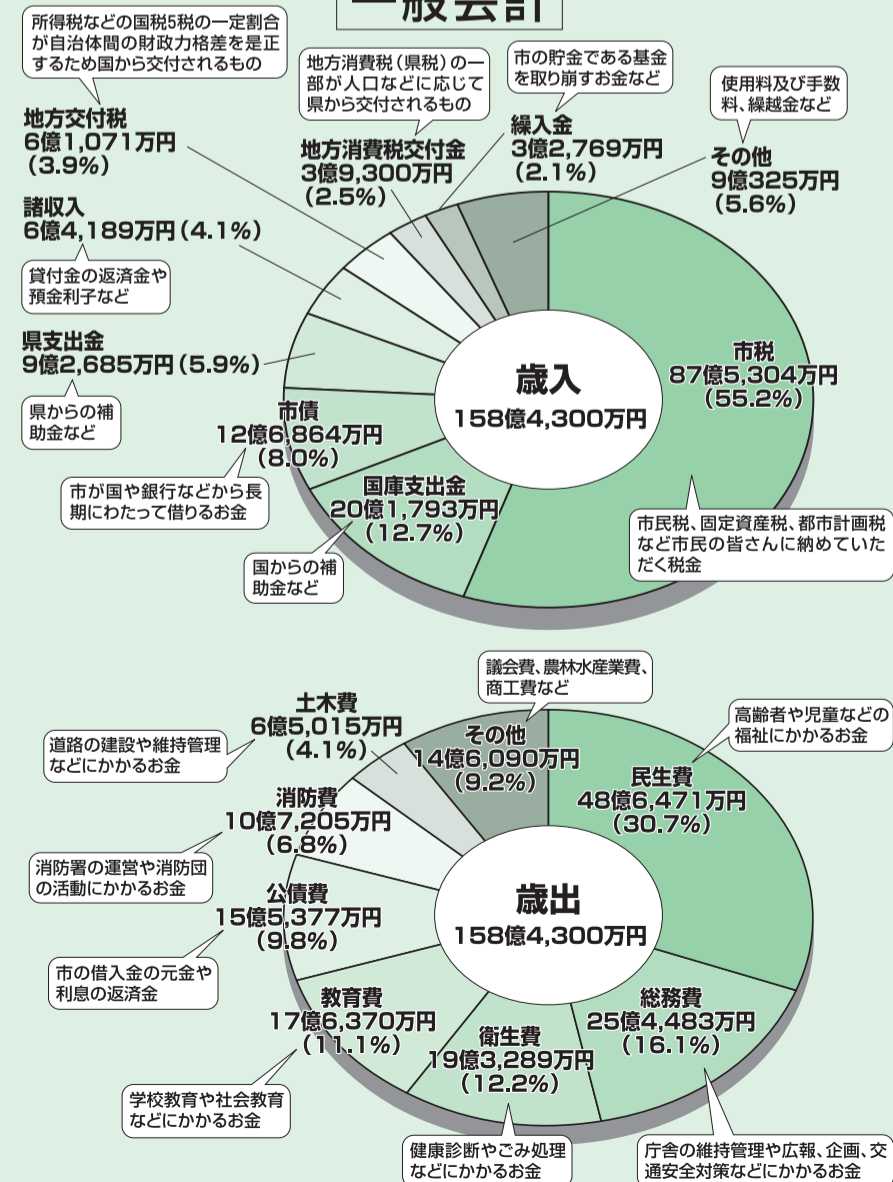 一般会計
所得税などの国税5税の一定割合
が自治体間の財政力格差を是正
するため国から交付されるもの
地方交付税
6億1,071万円
(3.9%)
地方消費税(県税)の一
部が人口などに応じて
県から交付されるもの
地方消費税交付金
3億9,300万円
(2.5%)
市の貯金である基金
を取り崩すお金など
繰入金
3億2,769万円
(2.1%)
使用料及び手数
料、繰越金など
その他
9億325万円
(5.6%)
諸収入
6億4,189万円(4.1%)
貸付金の返済金や
預金利子など
県支出金
9億2,685万円(5.9%)
県からの補
助金など
市債
12億6,864万円
(8.0%)
市が国や銀行などから長
期にわたって借りるお金
国庫支出金
20億1,793万円
(12.7%)
国からの補
助金など
歳入
158億4,300万円
市税
87億5,304万円
(55.2%)
市民税、固定資産税、都市計画税
など市民の皆さんに納めていた
だく税金
議会費、農林水産業費、
商工費など
その他
14億6,090万円
(9.2%)
土木費
6億5,015万円
(4.1%)
道路の建設や維持管理
などにかかるお金
高齢者や児童などの
福祉にかかるお金
民生費
48億6,471万円
(30.7%)
消防費
10億7,205万円
(6.8%)
消防署の運営や消防団
の活動にかかるお金
公債費
15億5,377万円
(9.8%)
市の借入金の元金や
利息の返済金
歳出
158億4,300万円
教育費
17億6,370万円
(11.1%)
学校教育や社会教育
などにかかるお金
衛生費
19億3,289万円
(12.2%)
健康診断やごみ処理
などにかかるお金
総務費
25億4,483万円
(16.1%)
庁舎の維持管理や広報、企画、交
通安全対策などにかかるお金